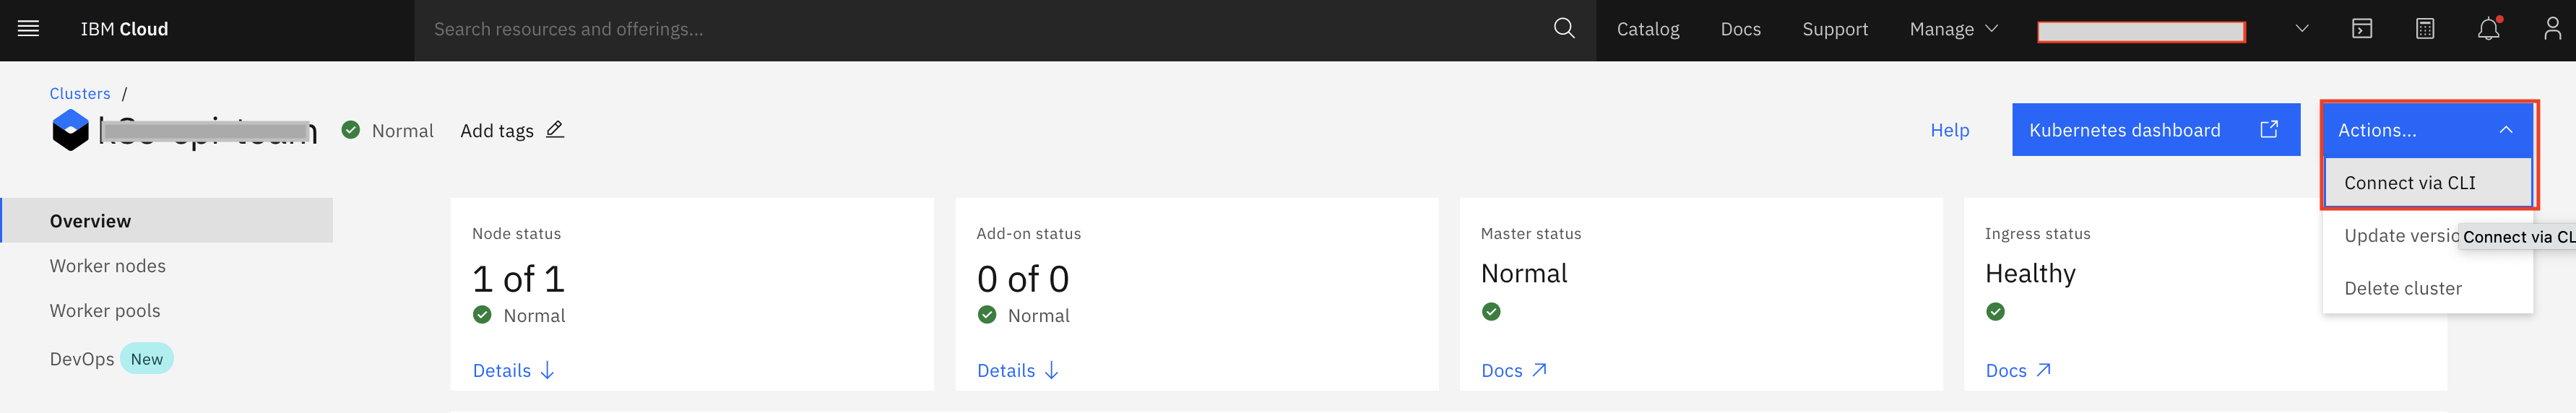 IBM Cloud
Search resources and offerings...
Catalog Docs Support Manage
Clusters /
Normal Add tags
Help Kubernetes dashboard Actions...
Connect via CLI
Update versio
Connect via CL
Delete cluster
Overview
Worker nodes
Worker pools
DevOps New
Node status
1 of 1
Normal
Details
Add-on status
0 of 0
Normal
Details
Master status
Normal
Docs
Ingress status
Healthy
Docs